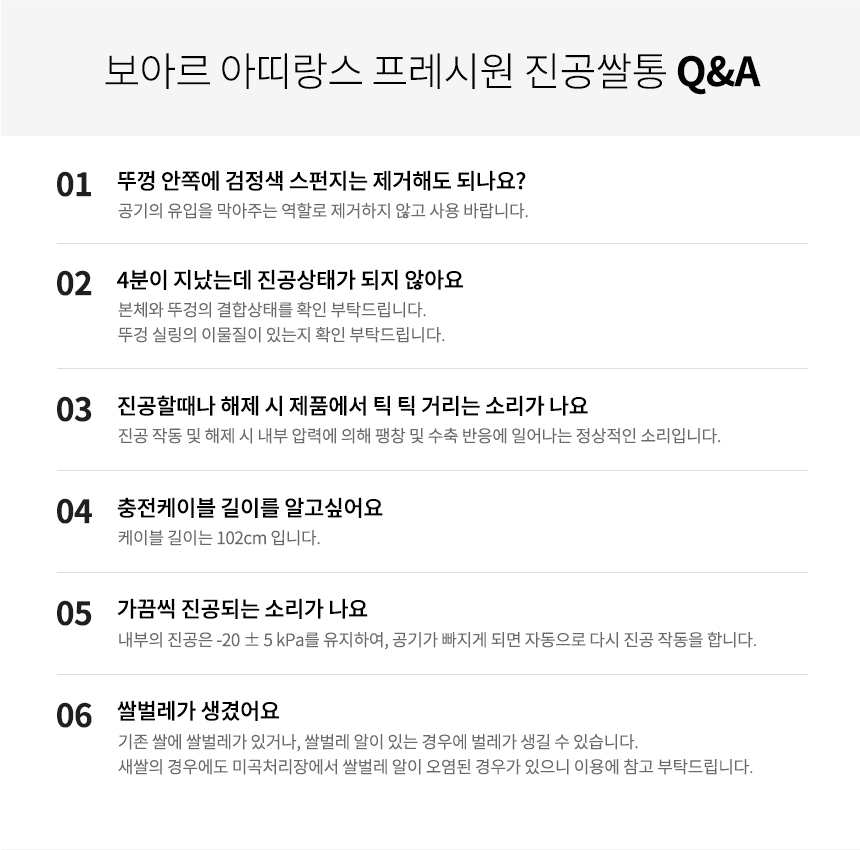 보아르 아띠랑스 프레시원 진공쌀통 Q&A
01 뚜껑 안쪽에 검정색 스펀지는 제거해도 되나요?
공기의 유입을 막아주는 역할로 제거하지 않고 사용 바랍니다.
02 4분이 지났는데 진공상태가 되지 않아요
본체와 뚜겅의 결합상태를 확인 부탁드립니다.
뚜겅 실링의 이물질이 있는지 확인 부탁드립니다.
03 진공할때나 해제 시 제품에서 틱 틱 거리는 소리가 나요
진공 작동 및 해제 시 내부 압력에 의해 팽창 및 수축 반응에 일어나는 정상적인 소리입니다.
04 충전케이블 길이를 알고싶어요
케이블 길이는 102cm 입니다.
05 가끔씩 진공되는 소리가 나요
내부의 진공은 -20 ± 5 kPa를 유지하여, 공기가 빠지게 되면 자동으로 다시 진공 작동을 합니다.
06 쌀벌레가 생겼어요
기존 쌀에 쌀벌레가 있거나, 쌀벌레 알이 있는 경우에 벌레가 생길 수 있습니다.
새쌀의 경우에도 미곡처리장에서 쌀벌레 알이 오염된 경우가 있으니 이용에 참고 부탁드립니다.